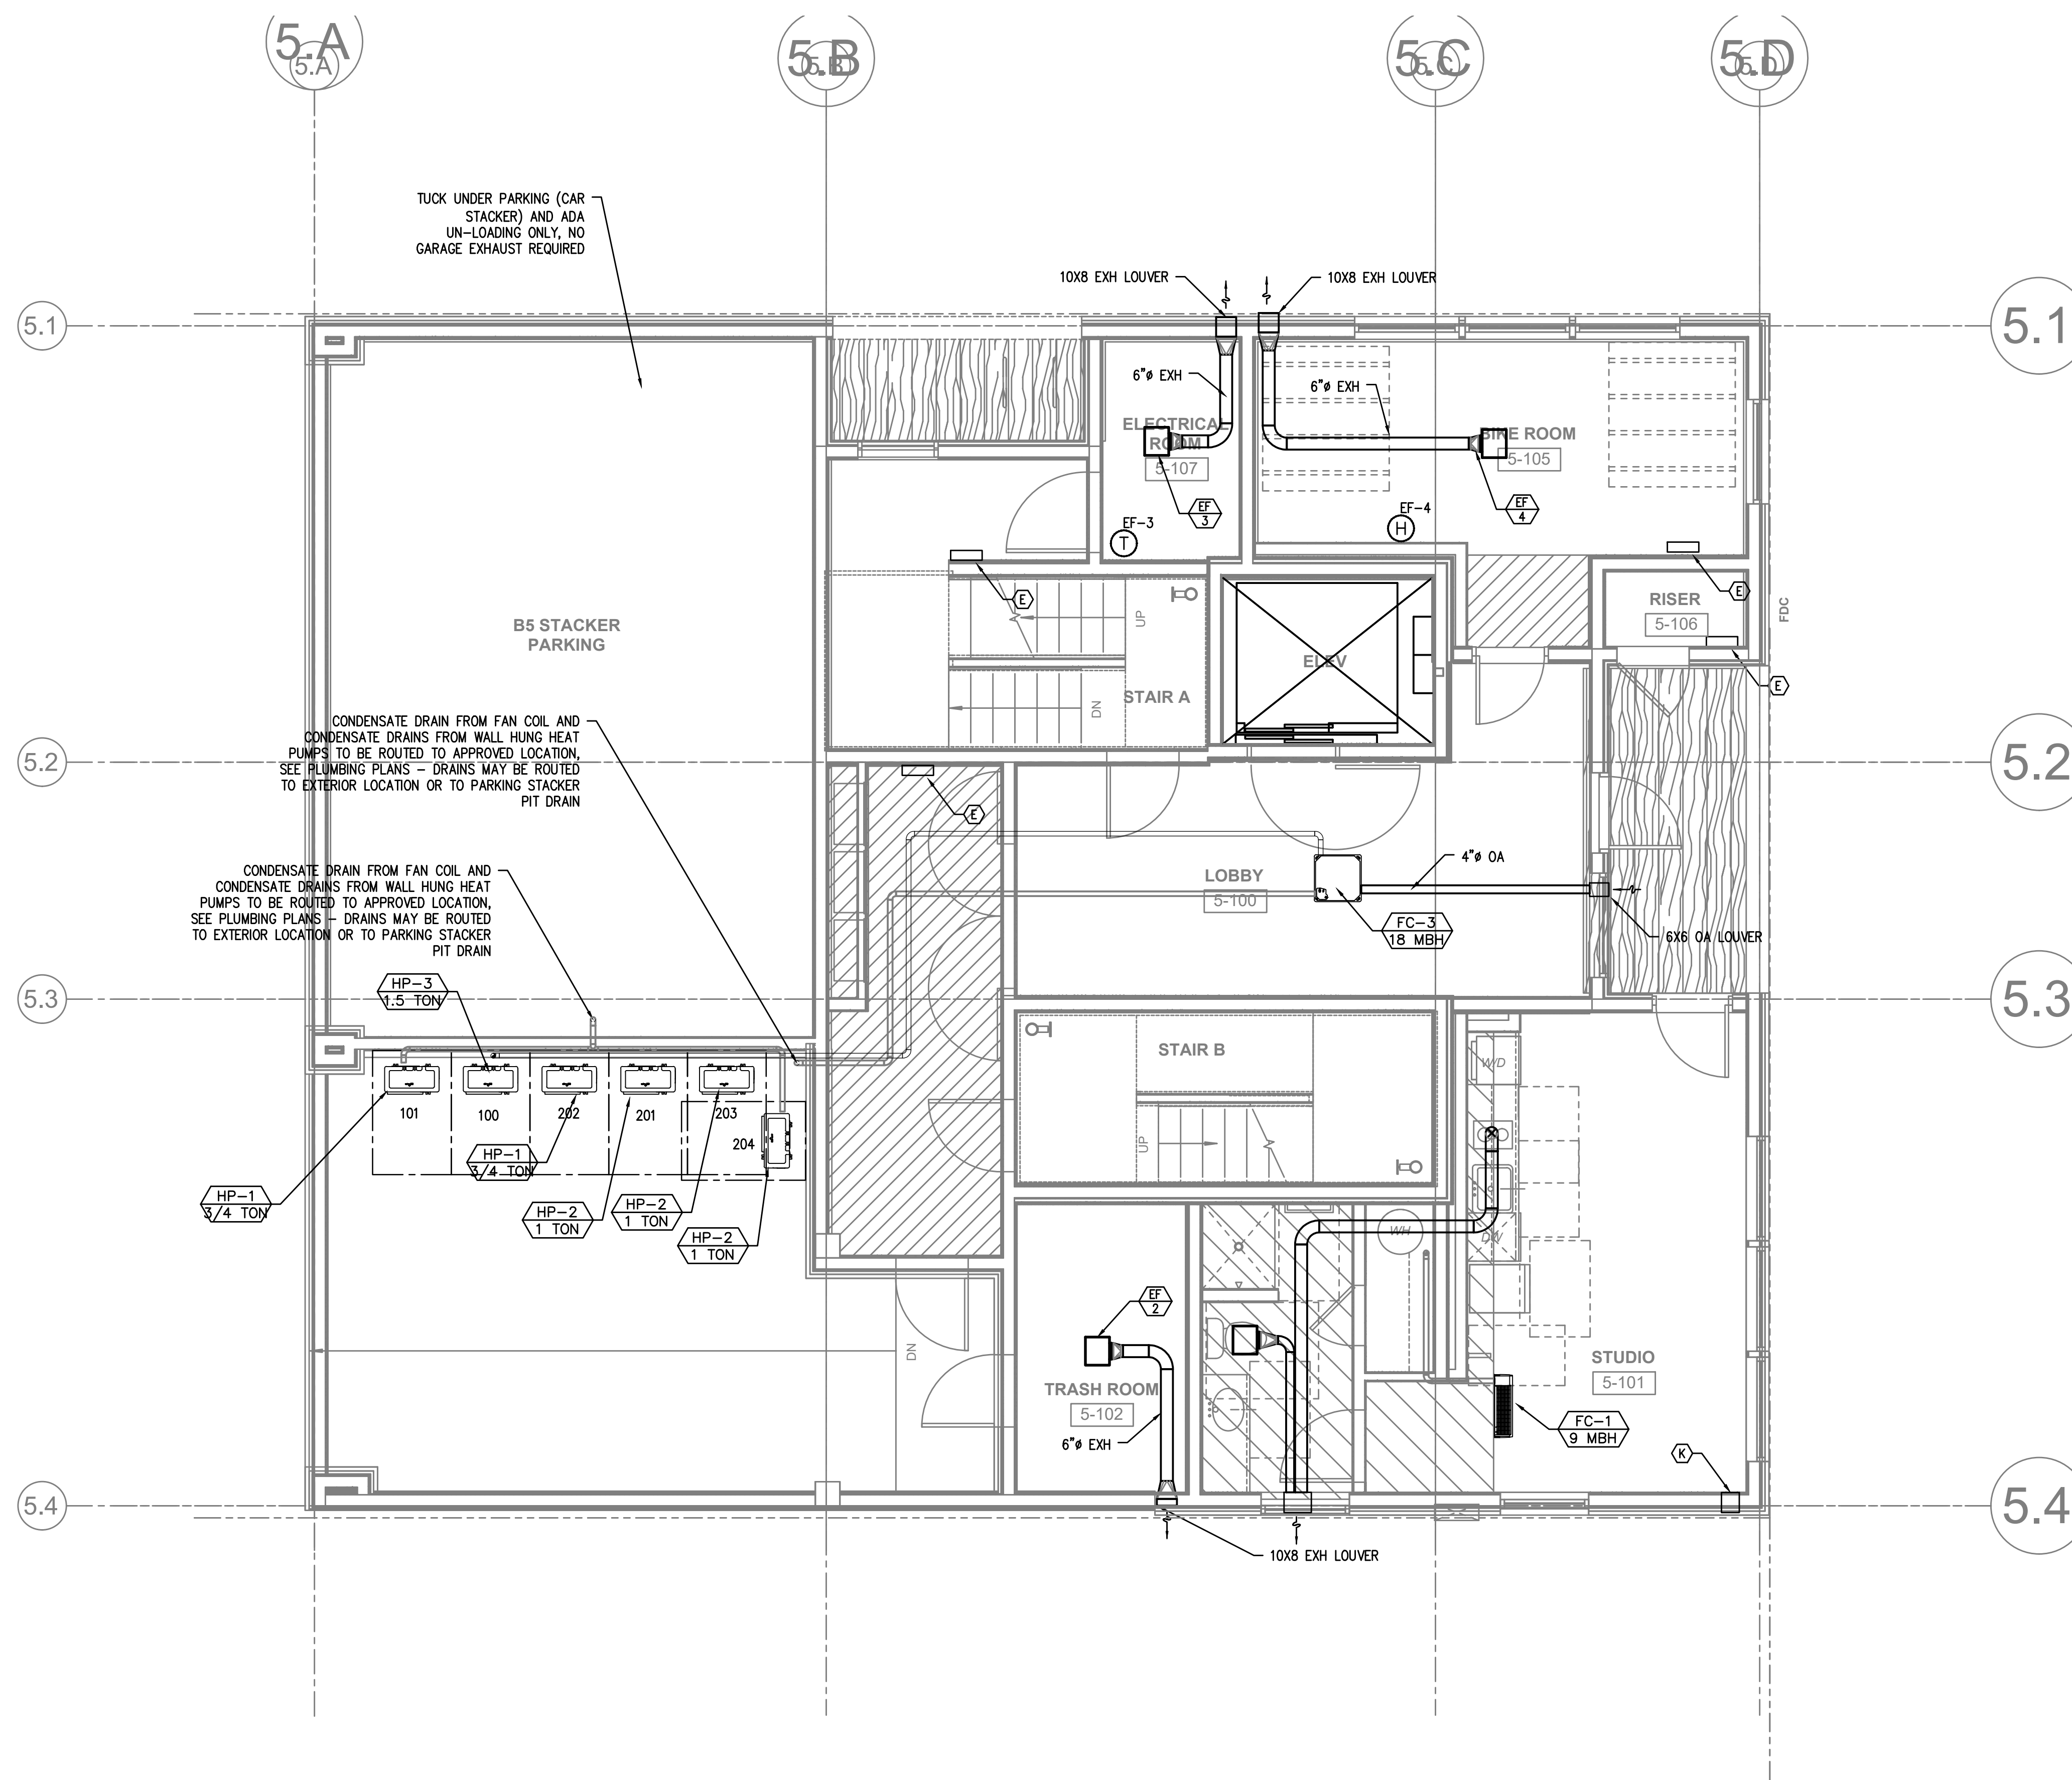 5.A
5.A
5.B
5.B
5.C
5.C
5.D
5.D
TUCK UNDER PARKING (CAR
STACKER) AND ADA
UN-LOADING ONLY, NO
GARAGE EXHAUST REQUIRED
10X8 EXH LOUVER
10X8 EXH LOUVER
5.1
5.1
6"ø EXH
6"ø EXH
ELECTRICAL
ROOM
5-107
BIKE ROOM
5-105
EF
3
EF
4
EF-3
T
EF-4
H
E
E
RISER
5-106
FDC
B5 STACKER
PARKING
UP
ELEV
STAIR A
DN
E
CONDENSATE DRAIN FROM FAN COIL AND
CONDENSATE DRAINS FROM WALL HUNG HEAT
PUMPS TO BE ROUTED TO APPROVED LOCATION,
SEE PLUMBING PLANS – DRAINS MAY BE ROUTED
TO EXTERIOR LOCATION OR TO PARKING STACKER
PIT DRAIN
5.2
5.2
E
4"ø OA
LOBBY
5-100
CONDENSATE DRAIN FROM FAN COIL AND
CONDENSATE DRAINS FROM WALL HUNG HEAT
PUMPS TO BE ROUTED TO APPROVED LOCATION,
SEE PLUMBING PLANS – DRAINS MAY BE ROUTED
TO EXTERIOR LOCATION OR TO PARKING STACKER
PIT DRAIN
FC-3
18 MBH
6X6 OA LOUVER
HP-3
1.5 TON
5.3
5.3
STAIR B
W/D
101
100
202
201
203
204
UP
HP-1
3/4 TON
HP-1
3/4 TON
HP-2
1 TON
HP-2
1 TON
HP-2
1 TON
WH
DW
EF
2
DN
TRASH ROOM
5-102
6"ø EXH
STUDIO
5-101
FC-1
9 MBH
K
5.4
5.4
10X8 EXH LOUVER